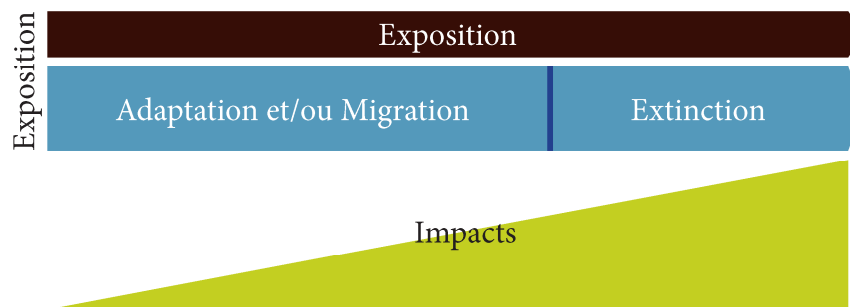 Exposition
Exposition
Adaptation et/ou Migration
Extinction
Impacts